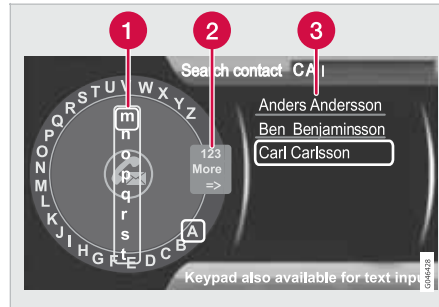 1
2
3
Search contact CA
A B C D E F G H I J K L M N O P Q R S T U V W X Y Z
m
n
o
p
q
r
s
t
123
More
=>
Anders Andersson
Ben Benjaminsson
Carl Carlsson
Keypad also available for text inpu
G046428